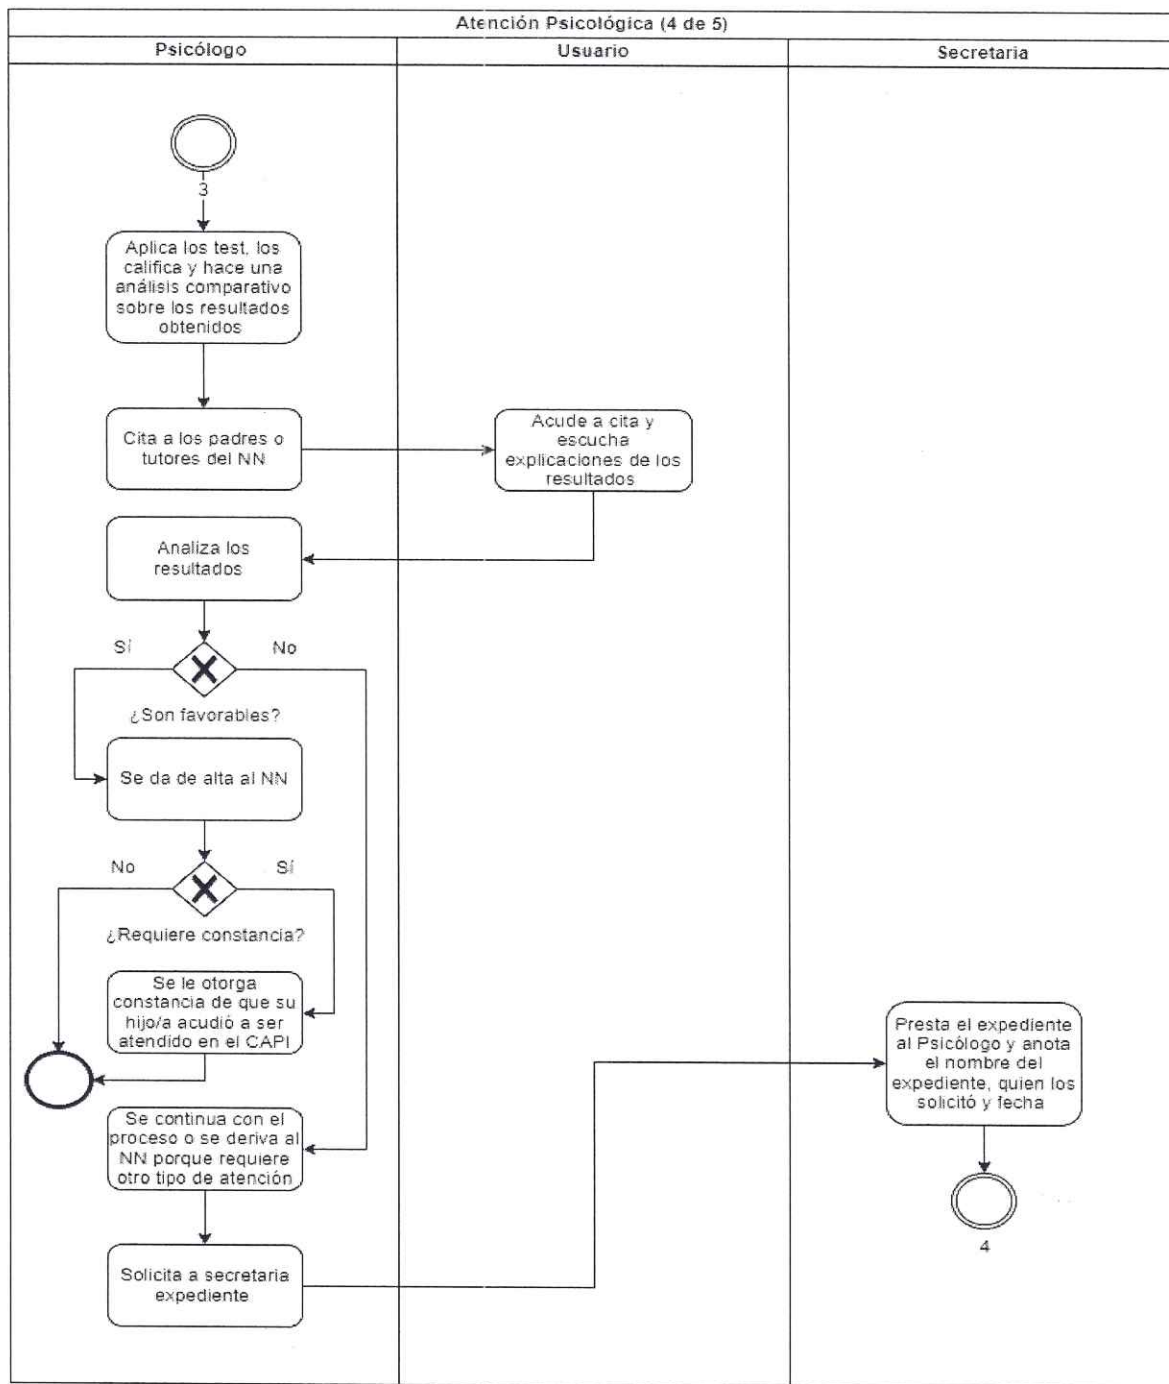 Atención Psicológica (4 de 5)
Psicólogo
Usuario
Secretaria
3
Aplica los test, los
califica y hace una
análisis comparativo
sobre los resultados
obtenidos
Cita a los padres o
tutores del NN
Acude a cita y
escucha
explicaciones de los
resultados
Analiza los
resultados
Sí
No
¿Son favorables?
Se da de alta al NN
No
Sí
¿Requiere constancia?
Se le otorga
constancia de que su
hijo/a acudió a ser
atendido en el CAPI
Presta el expediente
al Psicólogo y anota
el nombre del
expediente, quien los
solicitó y fecha
Se continua con el
proceso o se deriva al
NN porque requiere
otro tipo de atención
4
Solicita a secretaria
expediente